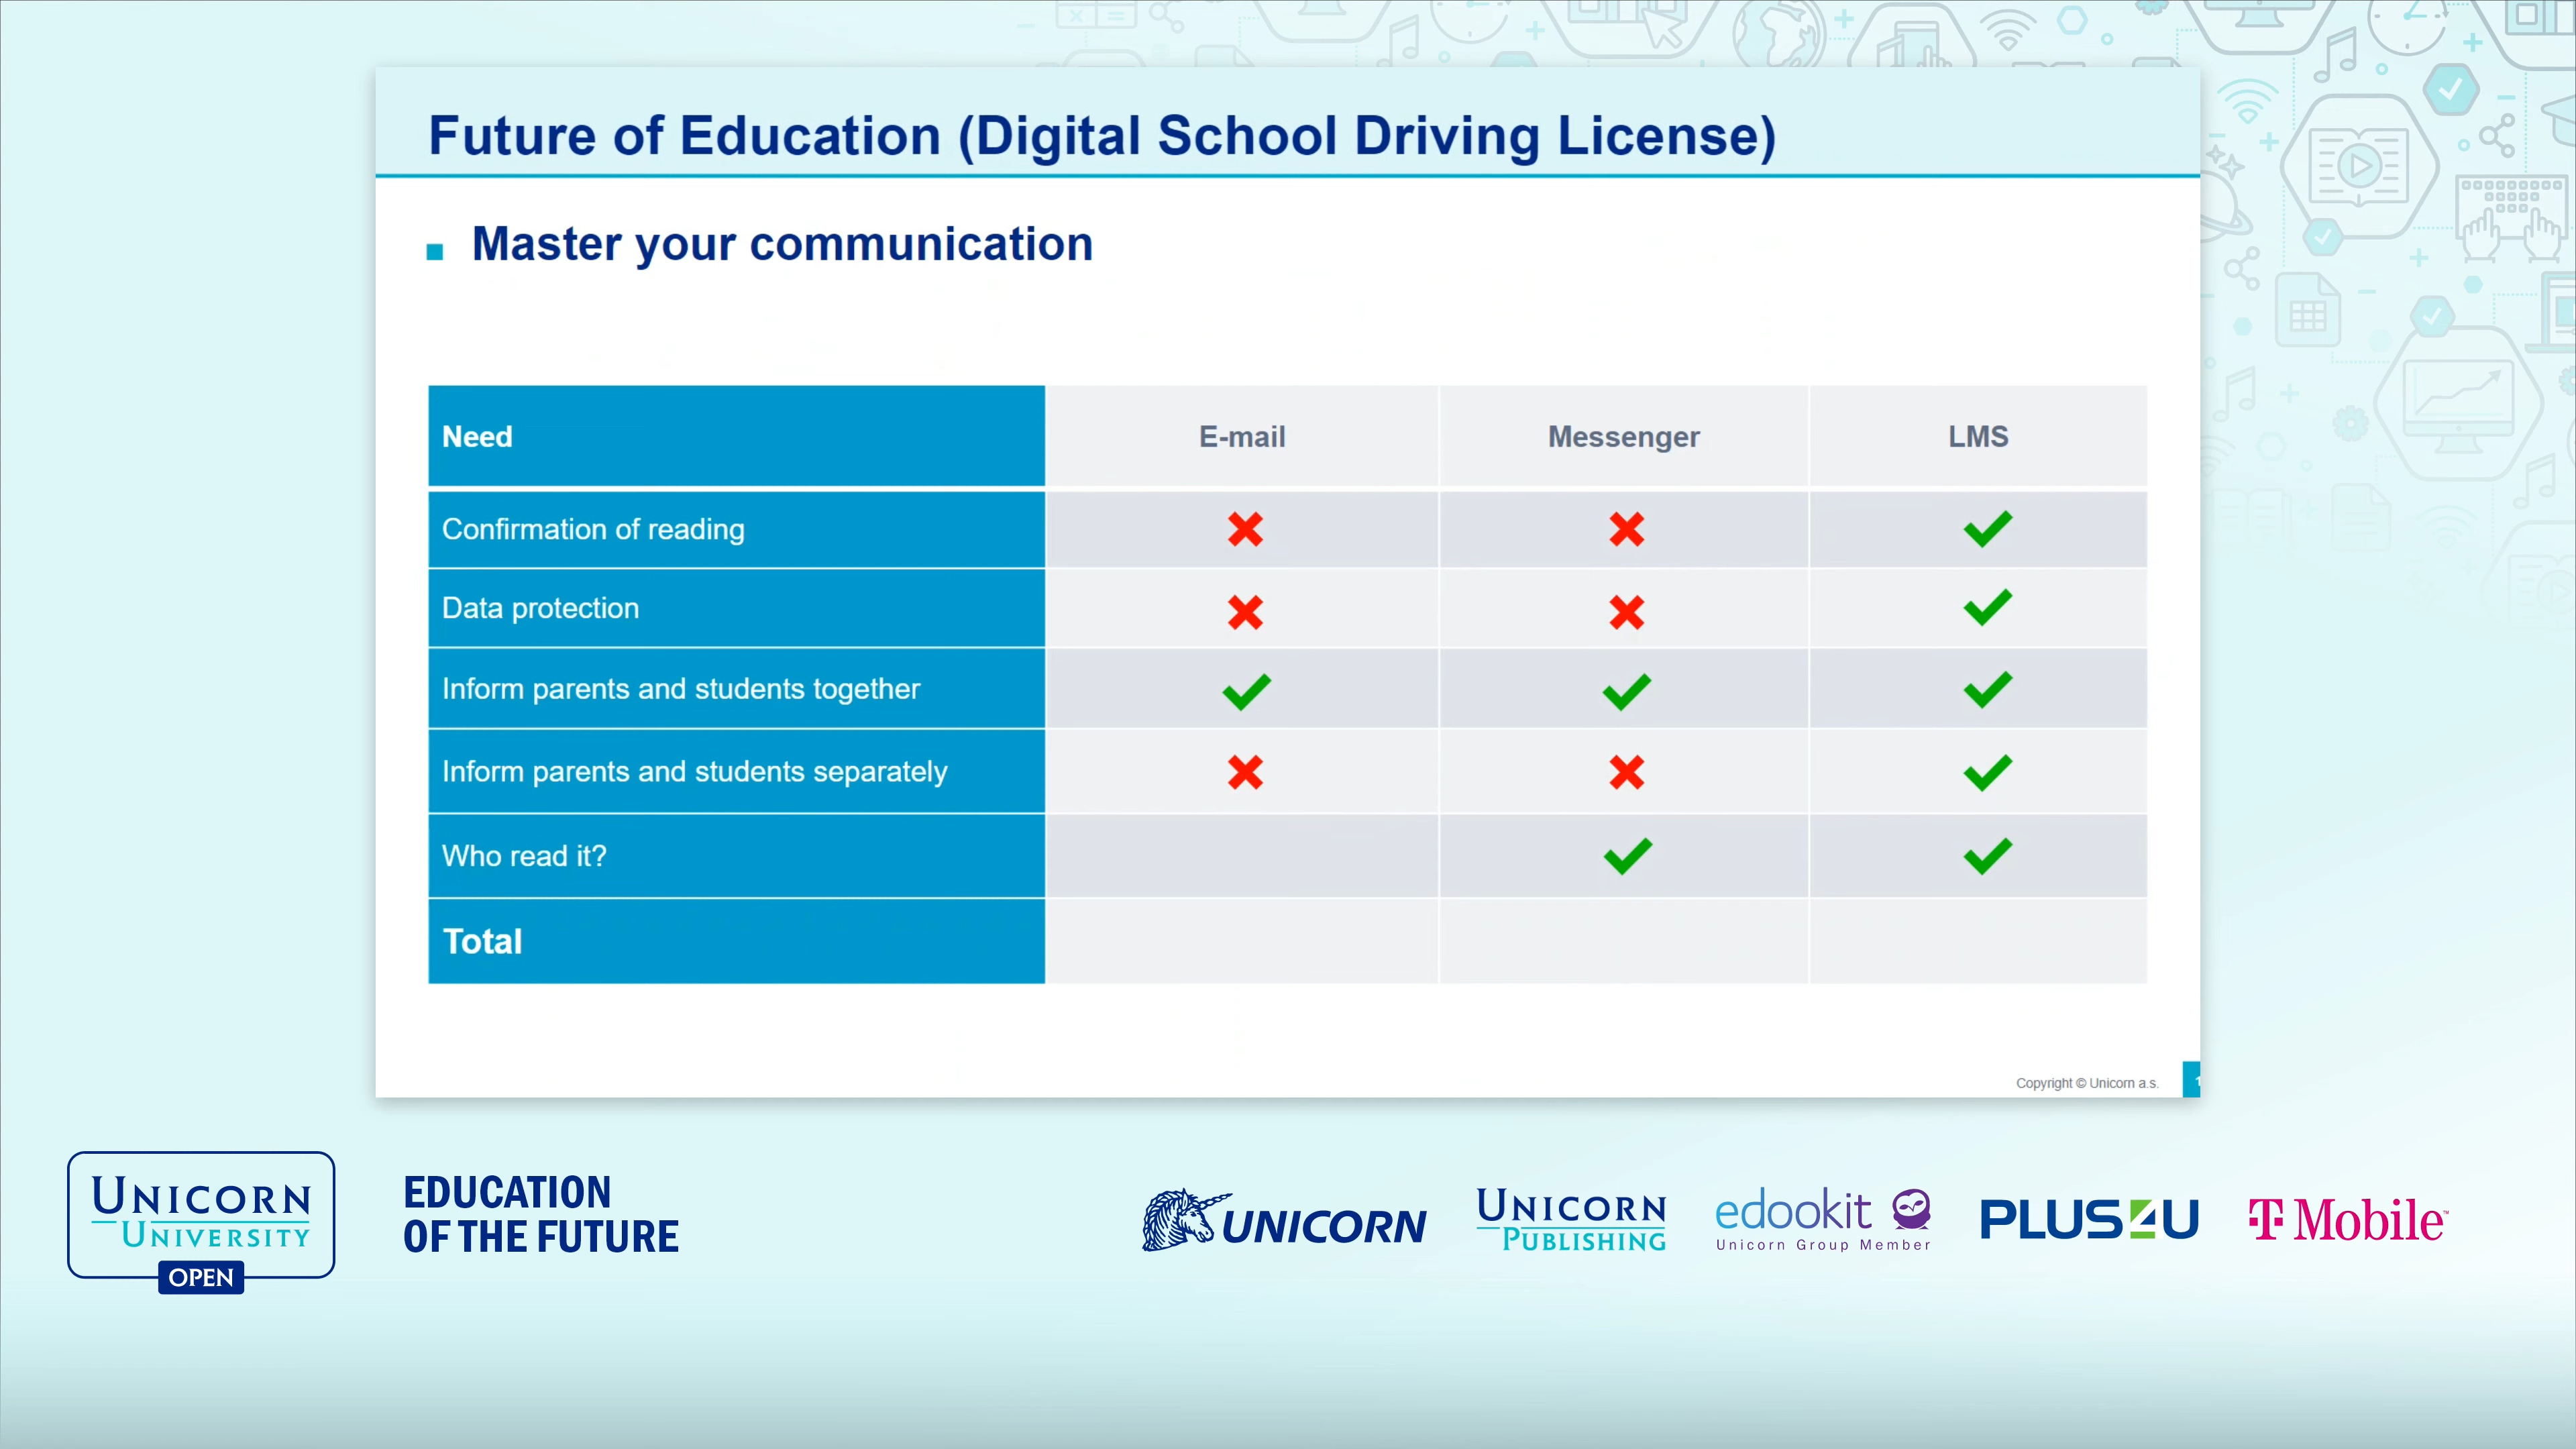 Future of Education (Digital School Driving License)
Master your communication
Need E-mail Messenger LMS
Confirmation of reading
Data protection
Inform parents and students together
Inform parents and students separately
Who read it?
Total
Copyright © Unicorn a.s.
UNICORN
UNIVERSITY
OPEN
EDUCATION
OF THE FUTURE
UNICORN
UNICORN
PUBLISHING
edookit
Unicorn Group Member
PLUS4U
T Mobile™